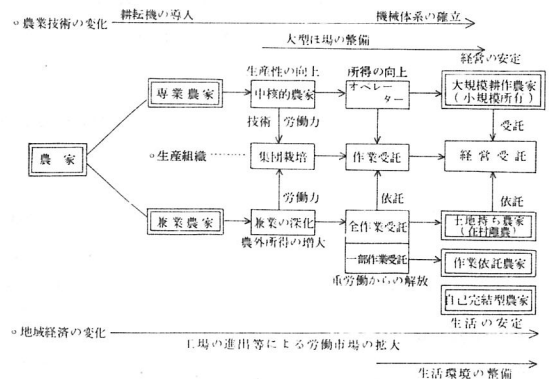 耕耘機の導入 機械体系の確立
○農業技術の変化
大型ほ場の整備
経営の安定
生産性の向上 所得の向上
専業農家 中核的農家 オペレーター 大規模耕作農家
(小規模所有)
技術 労働力 受託
農家 ○生産組織 集団栽培 作業受託 経営受託
労働力 依託 依託
兼業農家 兼業の深化 全作業受託 土地持ち農家
(在村離農)
農外所得の増大
一部作業受託 作業依託農家
重労働からの解放
自己完結型農家
生活の安定
○地域経済の変化
工場の進出等による労働市場の拡大
生活環境の整備